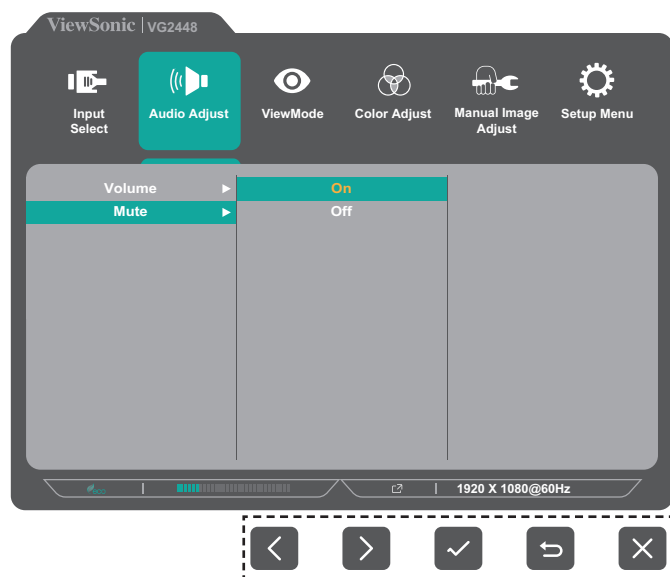 ViewSonic | VG2448
Input Select
Audio Adjust
ViewMode
Color Adjust
Manual Image Adjust
Setup Menu
Volume
On
Mute
Off
eco
1920 X 1080@60Hz